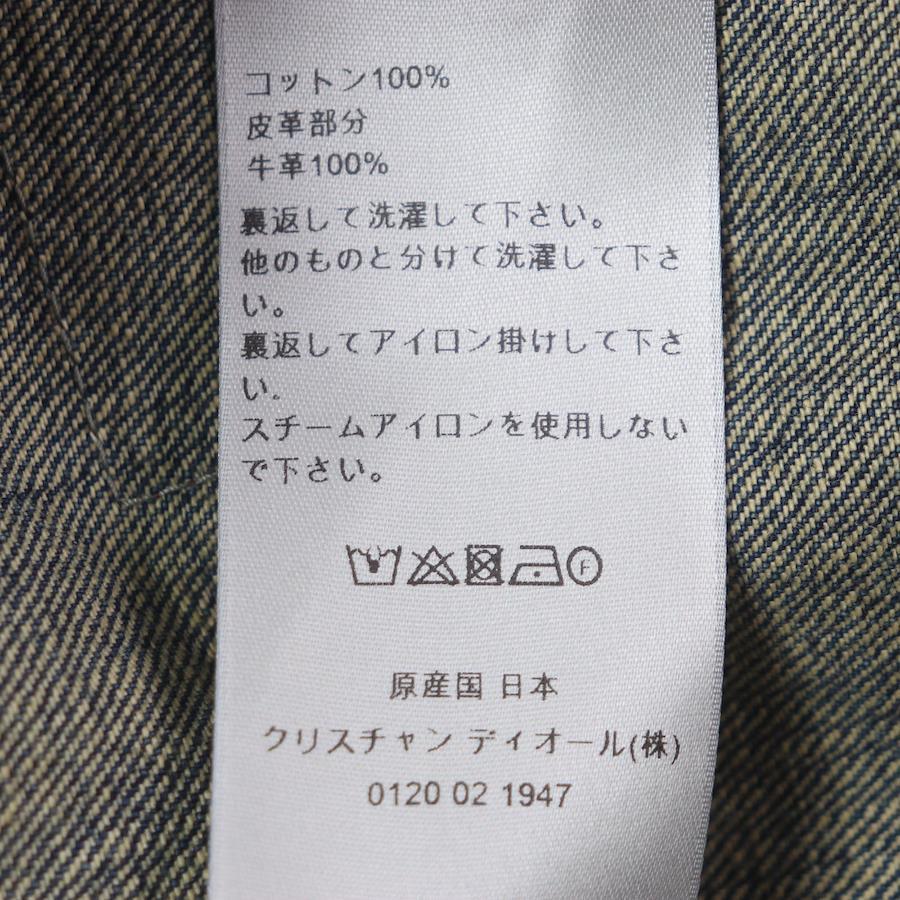 コットン100%
皮革部分
牛革100%
裏返して洗濯して下さい。
他のものと分けて洗濯して下さ
い。
裏返してアイロン掛けして下さ
い。
スチームアイロンを使用しない
で下さい。
F
原産国 日本
クリスチャン ディオール(株)
0120 02 1947